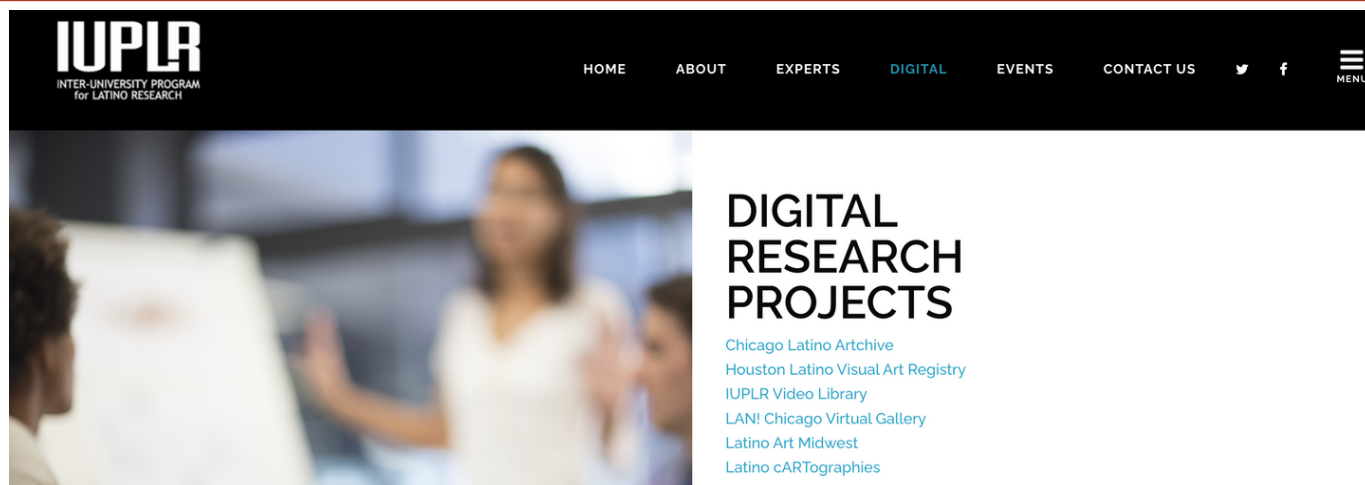 IUPLR
INTER-UNIVERSITY PROGRAM
for LATINO RESEARCH
HOME ABOUT EXPERTS DIGITAL EVENTS CONTACT US
MENU
DIGITAL
RESEARCH
PROJECTS
Chicago Latino Artchive
Houston Latino Visual Art Registry
IUPLR Video Library
LAN! Chicago Virtual Gallery
Latino Art Midwest
Latino cARTographies